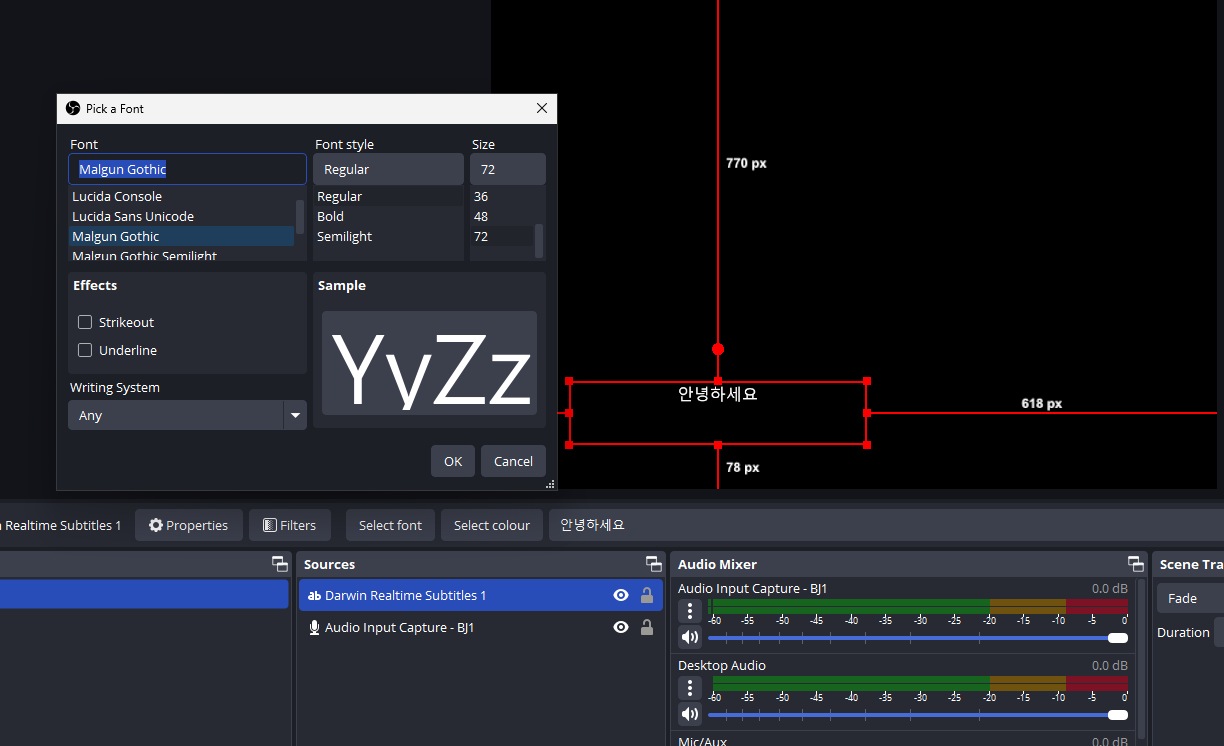 770 px
Pick a Font
Font
Font style
Size
Malgun Gothic
Regular
72
Lucida Console
Regular
36
Lucida Sans Unicode
Bold
48
Malgun Gothic
Semilight
72
Malgun Gothic Semilight
Effects
Sample
Strikeout
Underline
YyZz
Writing System
Any
OK
Cancel
안녕하세요
618 px
78 px
Realtime Subtitles 1
Properties
Filters
Select font
Select colour
안녕하세요
Sources
Audio Mixer
Scene Tra
ab Darwin Realtime Subtitles 1
Audio Input Capture - BJ1
Audio Input Capture - BJ1
0.0 dB
-60 -55 -50 -45 -40 -35 -30 -25 -20 -15 -10 -5 0
Desktop Audio
0.0 dB
-60 -55 -50 -45 -40 -35 -30 -25 -20 -15 -10 -5 0
Mic/Aux
0.0 dB
Fade
Duration